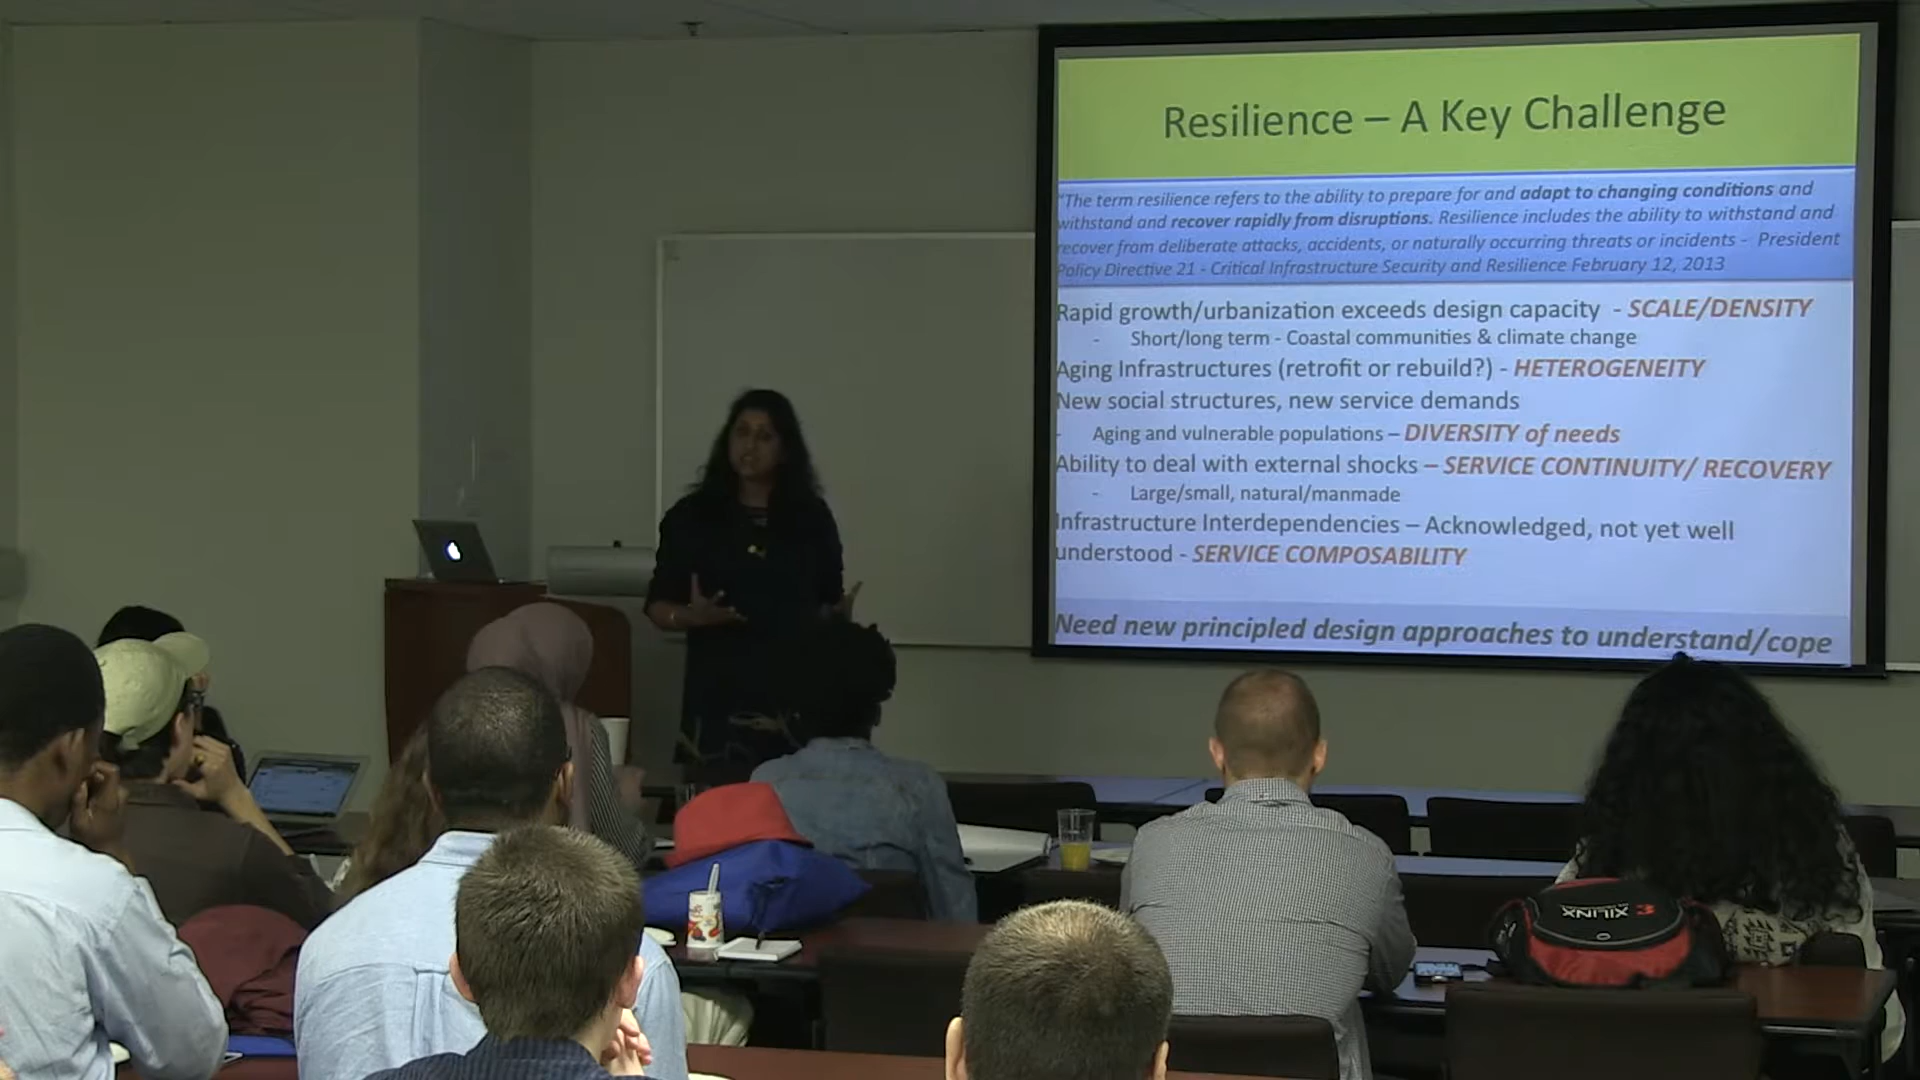 Resilience – A Key Challenge
"The term resilience refers to the ability to prepare for and adapt to changing conditions and
withstand and recover rapidly from disruptions. Resilience includes the ability to withstand and
recover from deliberate attacks, accidents, or naturally occurring threats or incidents - President
Policy Directive 21 - Critical Infrastructure Security and Resilience February 12, 2013
Rapid growth/urbanization exceeds design capacity - SCALE/DENSITY
- Short/long term - Coastal communities & climate change
Aging Infrastructures (retrofit or rebuild?) - HETEROGENEITY
New social structures, new service demands
- Aging and vulnerable populations – DIVERSITY of needs
Ability to deal with external shocks – SERVICE CONTINUITY/ RECOVERY
- Large/small, natural/manmade
Infrastructure Interdependencies – Acknowledged, not yet well
understood - SERVICE COMPOSABILITY
Need new principled design approaches to understand/cope
XILINX